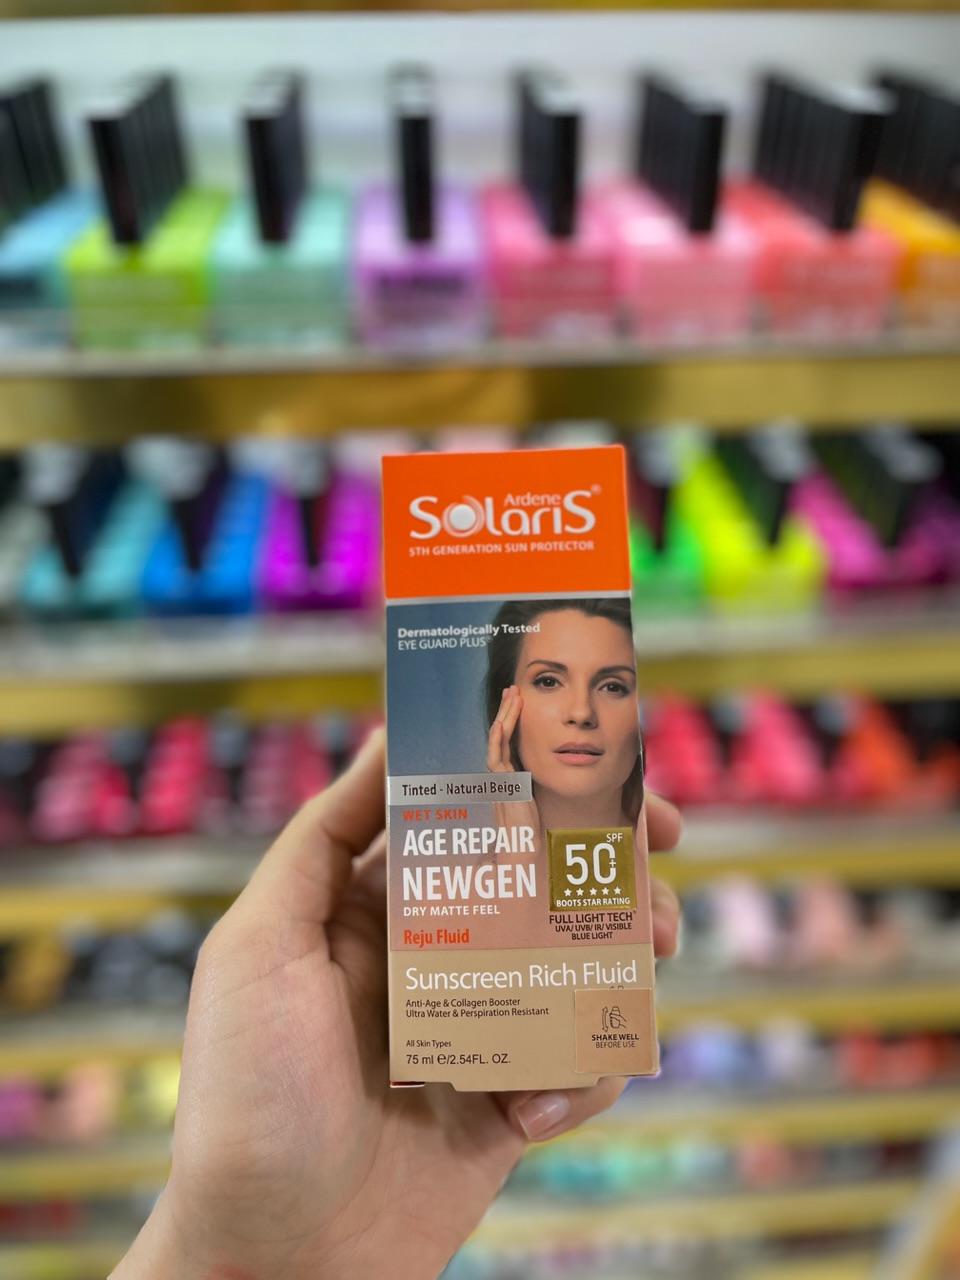 Ardene
SolariS®
5TH GENERATION SUN PROTECTOR
Dermatologically Tested
EYE GUARD PLUS
Tinted - Natural Beige
WET SKIN
AGE REPAIR
NEWGEN
DRY MATTE FEEL
Reju Fluid
SPF
50+
★★★★★
BOOTS STAR RATING
FULL LIGHT TECH
UVA/ UVB/ IR/ VISIBLE
BLUE LIGHT
Sunscreen Rich Fluid
Anti-Age & Collagen Booster
Ultra Water & Perspiration Resistant
All Skin Types
75 ml ℮/2.54FL. OZ.
SHAKE WELL
BEFORE USE